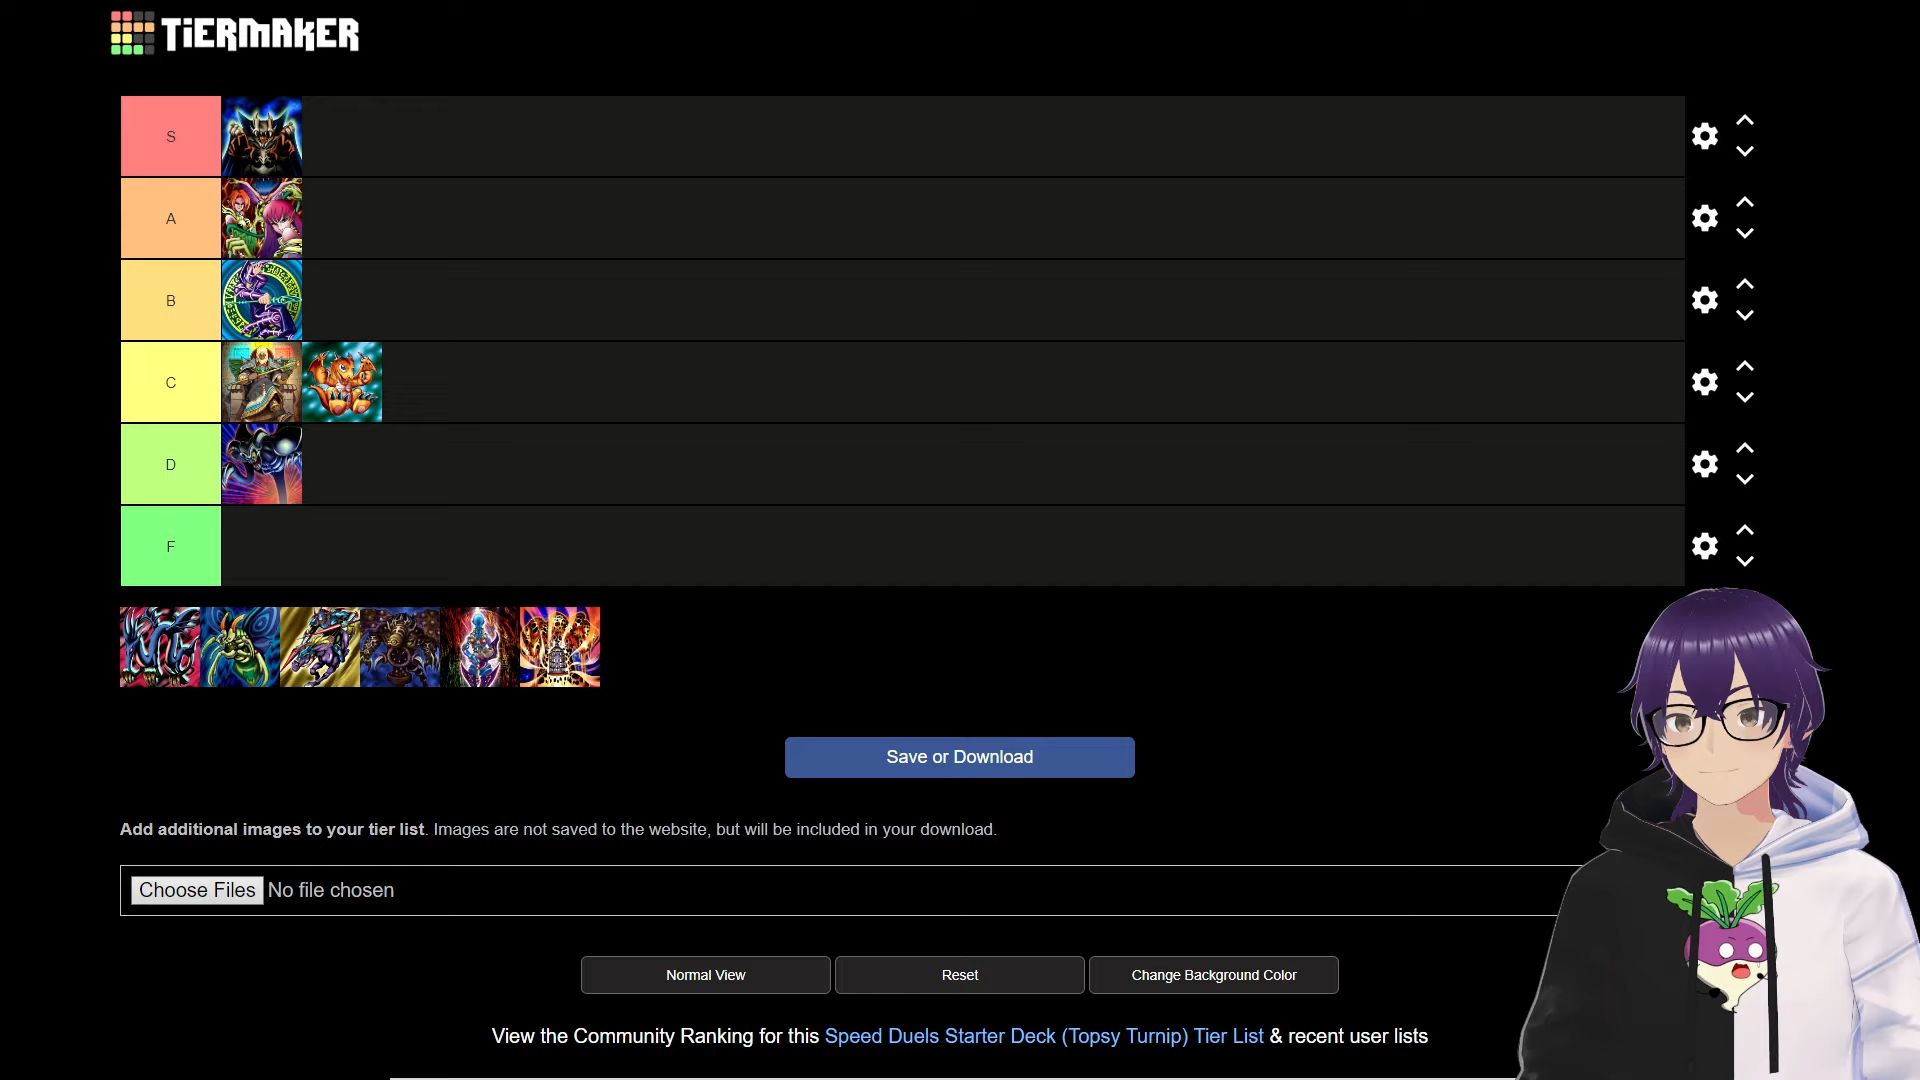 TiERMAKER
S
A
B
C
D
F
Save or Download
Add additional images to your tier list. Images are not saved to the website, but will be included in your download.
Choose Files No file chosen
Normal View
Reset
Change Background Color
View the Community Ranking for this Speed Duels Starter Deck (Topsy Turnip) Tier List & recent user lists